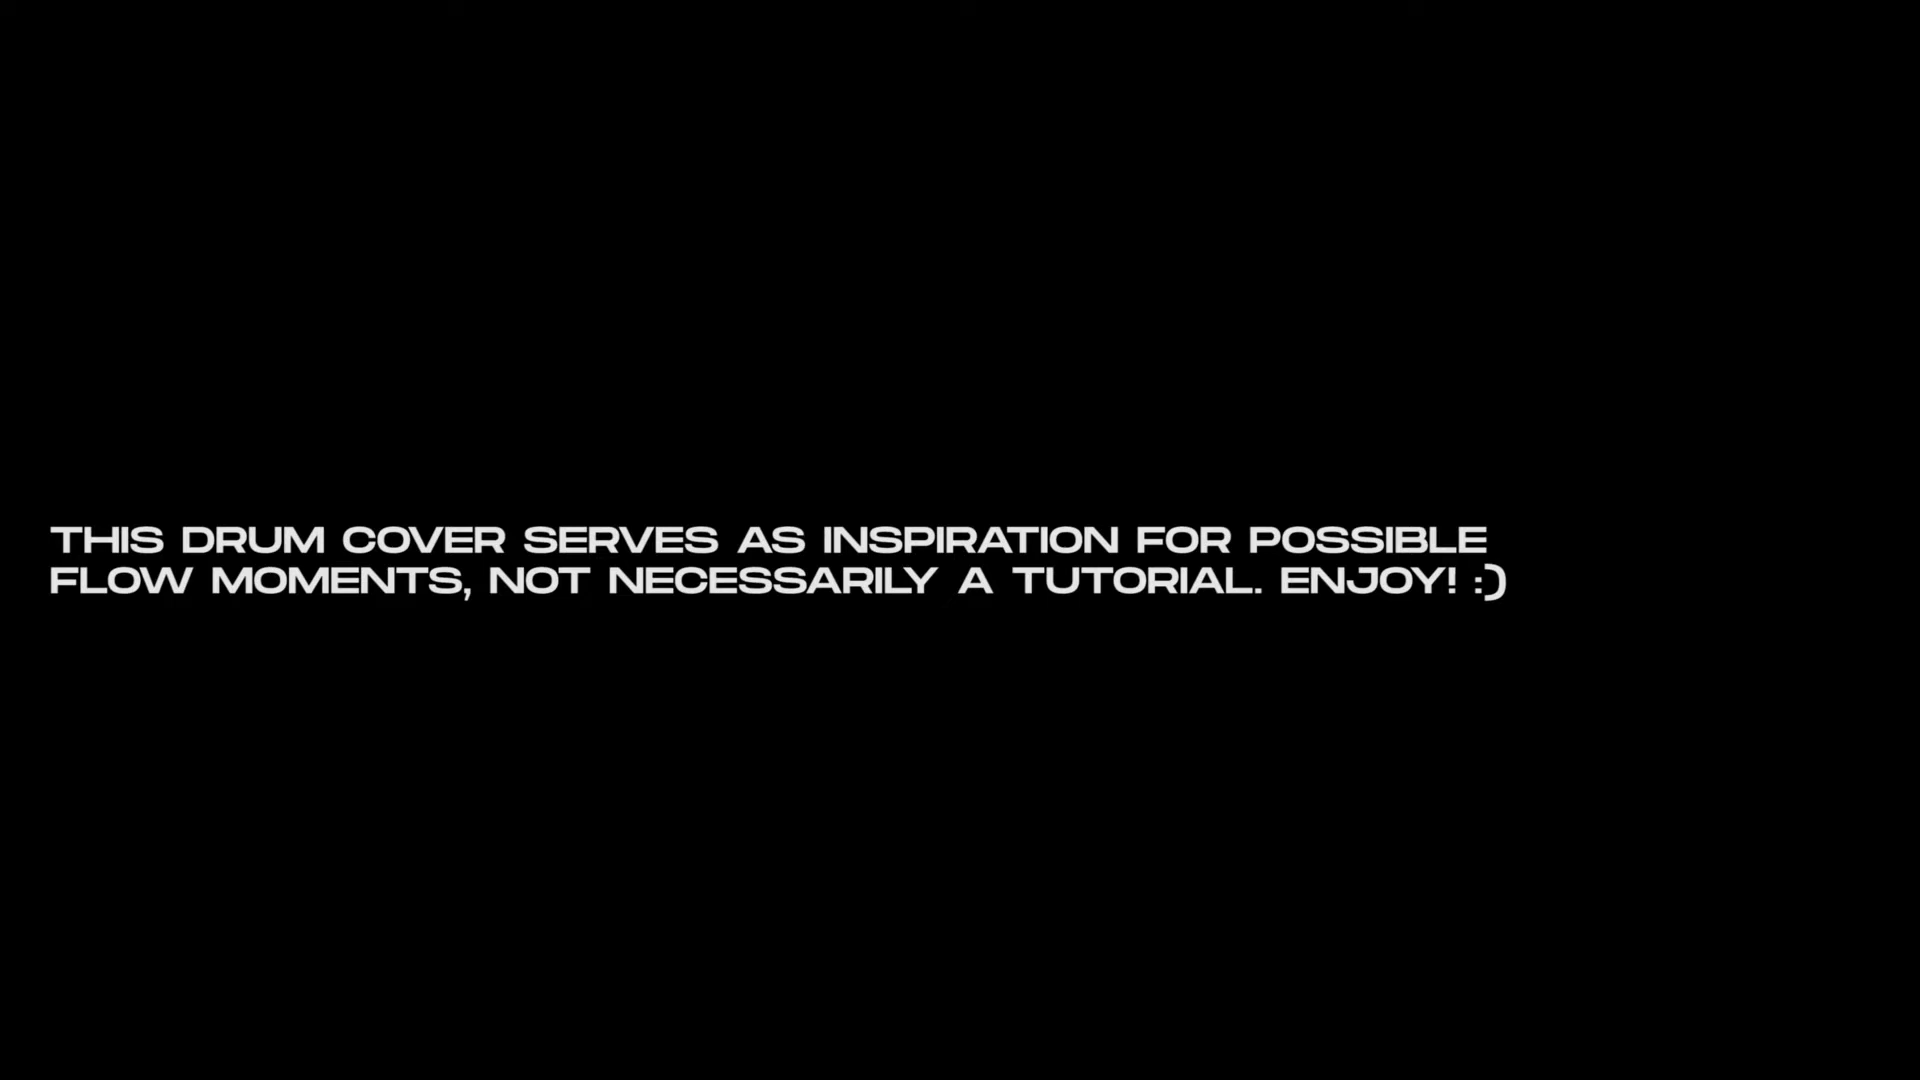 THIS DRUM COVER SERVES AS INSPIRATION FOR POSSIBLE
FLOW MOMENTS, NOT NECESSARILY A TUTORIAL. ENJOY! :)